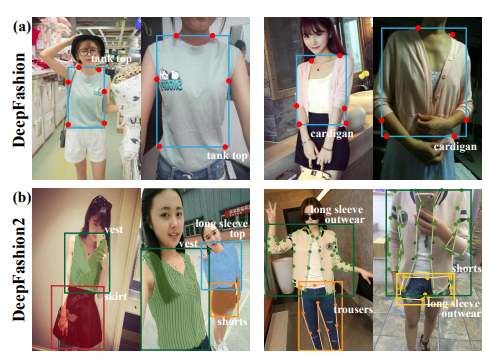 (a)
DeepFashion
tank top
tank top
cardigan
cardigan
(b)
DeepFashion2
vest
skirt
vest
long sleeve
top
shorts
long sleeve
outwear
trousers
shorts
long sleeve
outwear